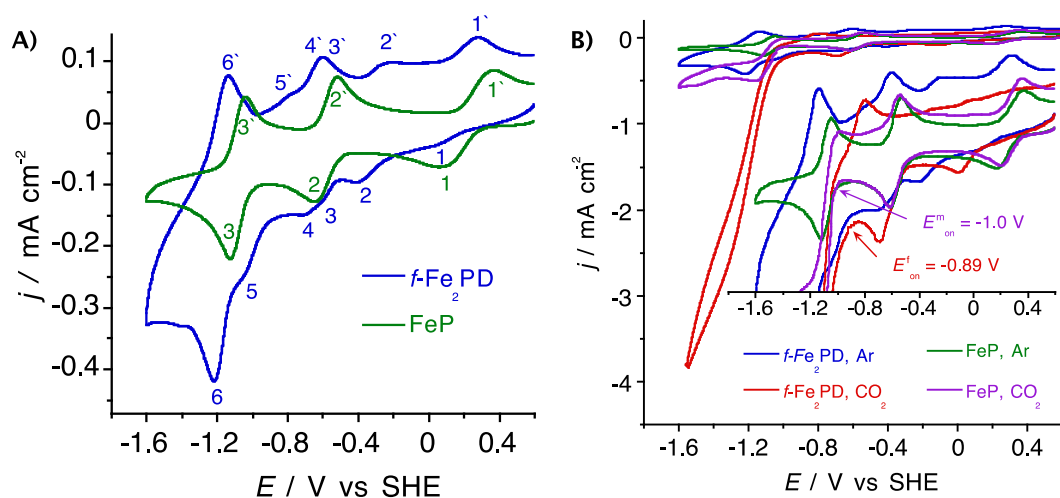 A)
0.1
0
-0.1
-0.2
-0.3
-0.4
j / mA cm-2
6` 5` 4` 3` 2` 1`
3` 2` 1`
1 2 3 4 5 6
1 2 3
f-Fe2PD
FeP
-1.6 -1.2 -0.8 -0.4 0 0.4
E / V vs SHE
B)
0
-1
-2
-3
-4
j / mA cm-2
Emon = -1.0 V
Efon = -0.89 V
-1.6 -1.2 -0.8 -0.4 0 0.4
f-Fe2PD, Ar
FeP, Ar
f-Fe2PD, CO2
FeP, CO2
-1.6 -1.2 -0.8 -0.4 0 0.4
E / V vs SHE